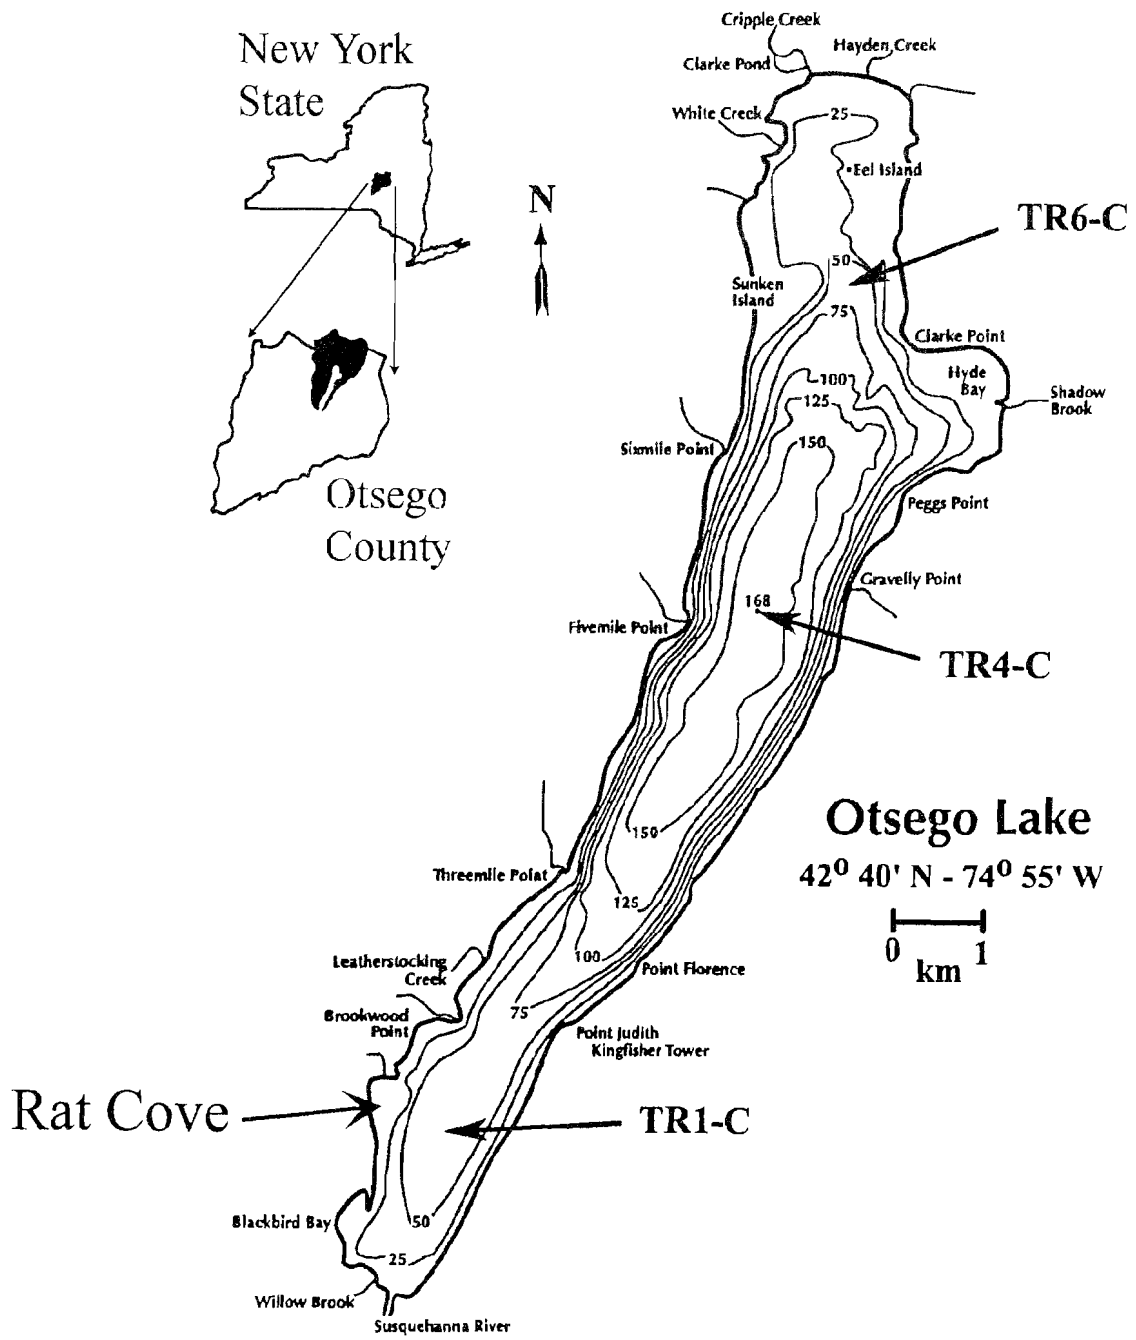 New York
State
Otsego
County
N
Cripple Creek
Hayden Creek
Clarke Pond
White Creek
25
Eel Island
TR6-C
50
Sunken
Island
75
Clarke Point
Hyde
Bay
100
Shadow
Brook
125
150
Sixmile Point
Peggs Point
Gravelly Point
168
Fivemile Point
TR4-C
Otsego Lake
42⁰ 40' N - 74⁰ 55' W
0 1
km
150
Threemile Point
125
100
Leatherstocking
Creek
Point Florence
75
Brookwood
Point
Point Judith
Kingfisher Tower
Rat Cove
TR1-C
Blackbird Bay
50
25
Willow Brook
Susquehanna River